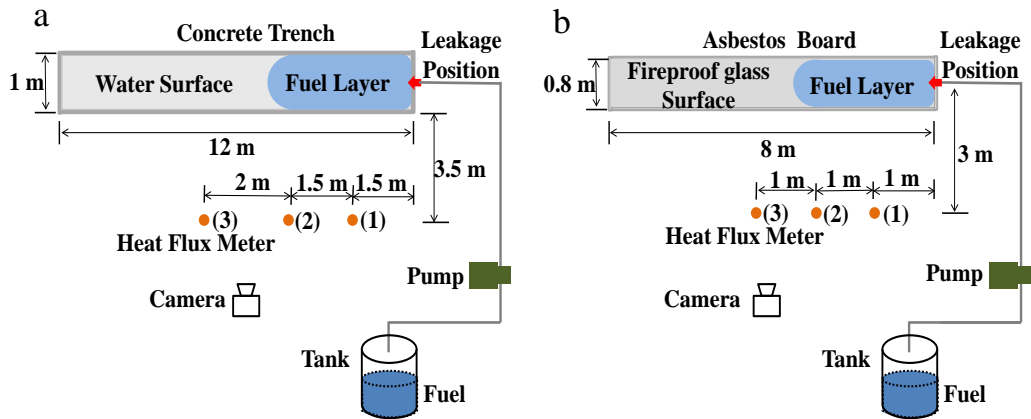 a
Concrete Trench
Leakage
Position
1 m
Water Surface
Fuel Layer
12 m
3.5 m
2 m
1.5 m
1.5 m
(3)
(2)
(1)
Heat Flux Meter
Pump
Camera
Tank
Fuel
b
Asbestos Board
Leakage
Position
0.8 m
Fireproof glass
Surface
Fuel Layer
8 m
3 m
1 m
1 m
1 m
(3)
(2)
(1)
Heat Flux Meter
Pump
Camera
Tank
Fuel